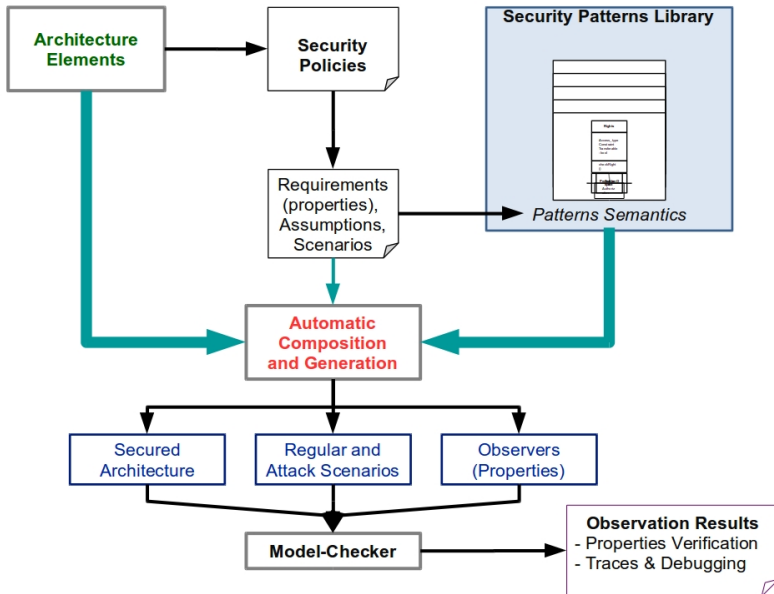 Architecture
Elements
Security
Policies
Security Patterns Library
Rights
Patterns Semantics
Requirements
(properties),
Assumptions,
Scenarios
Automatic
Composition
and Generation
Secured
Architecture
Regular and
Attack Scenarios
Observers
(Properties)
Model-Checker
Observation Results
- Properties Verification
- Traces & Debugging